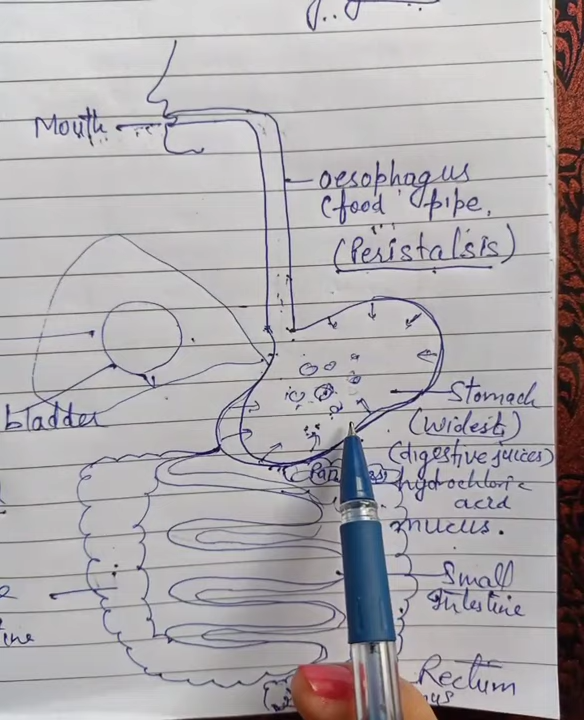 Mouth
oesophagus
(food pipe,
(Peristalsis)
bladder
Stomach
(widest)
(digestive juices)
hydrochloric
acid
mucus.
Small
Intestine
Rectum